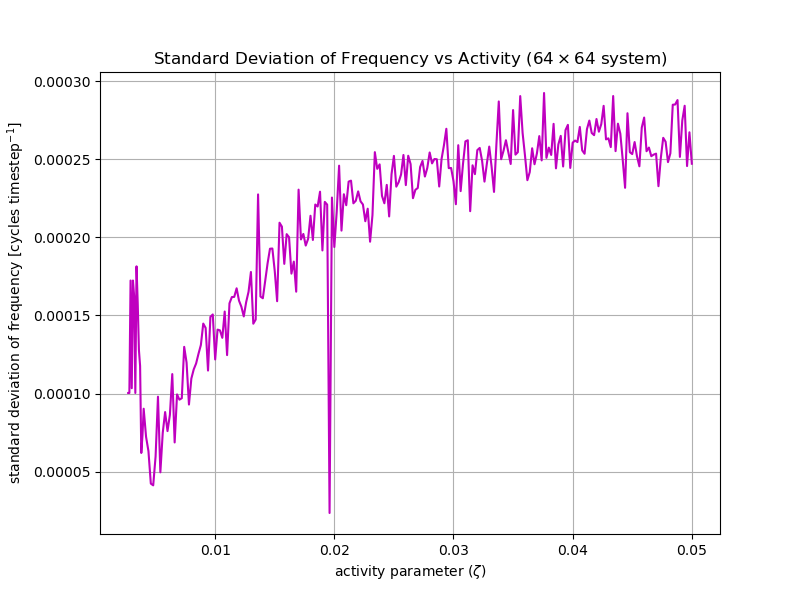 Standard Deviation of Frequency vs Activity (64 × 64 system)
standard deviation of frequency [cycles timestep⁻¹]
0.00030
0.00025
0.00020
0.00015
0.00010
0.00005
0.01 0.02 0.03 0.04 0.05
activity parameter (ζ)